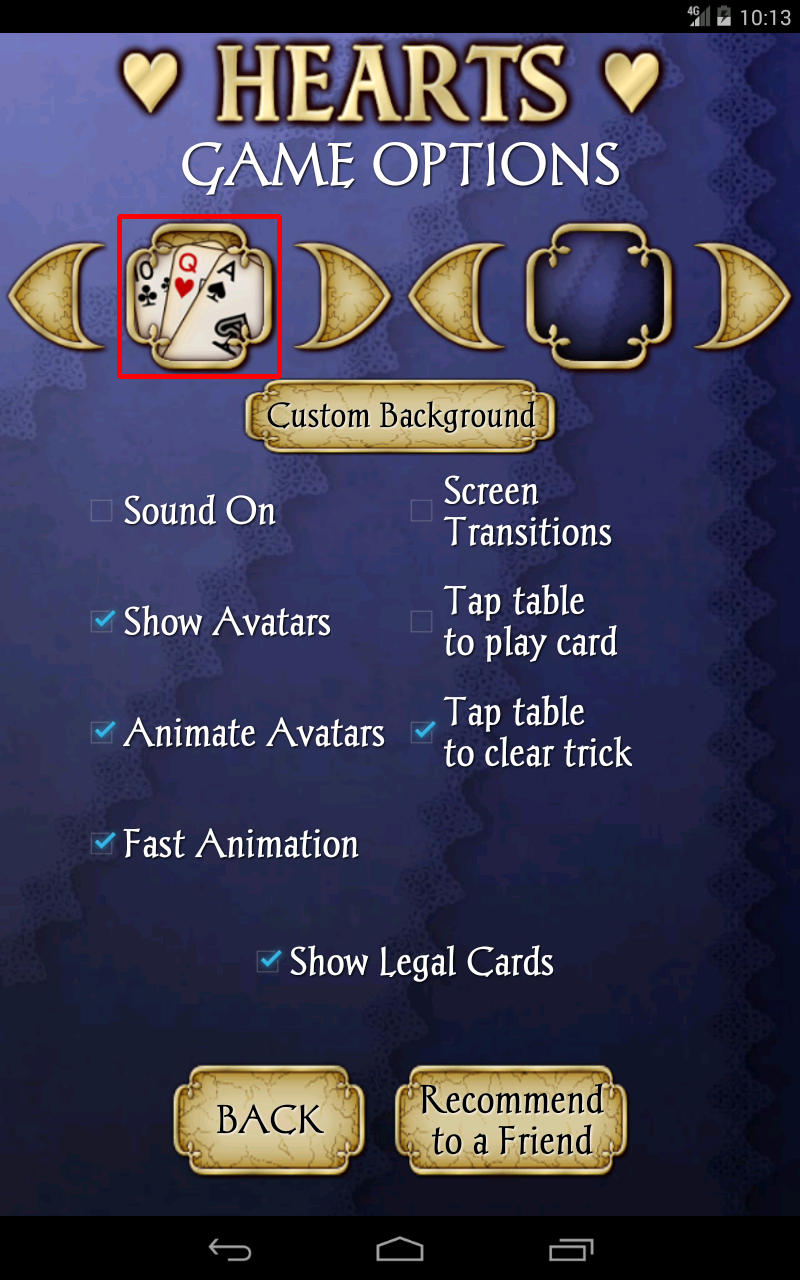 10:13
4G
HEARTS
GAME OPTIONS
Q
A
Custom Background
Sound On
Screen
Transitions
Show Avatars
Tap table
to play card
Animate Avatars
Tap table
to clear trick
Fast Animation
Show Legal Cards
BACK
Recommend
to a Friend